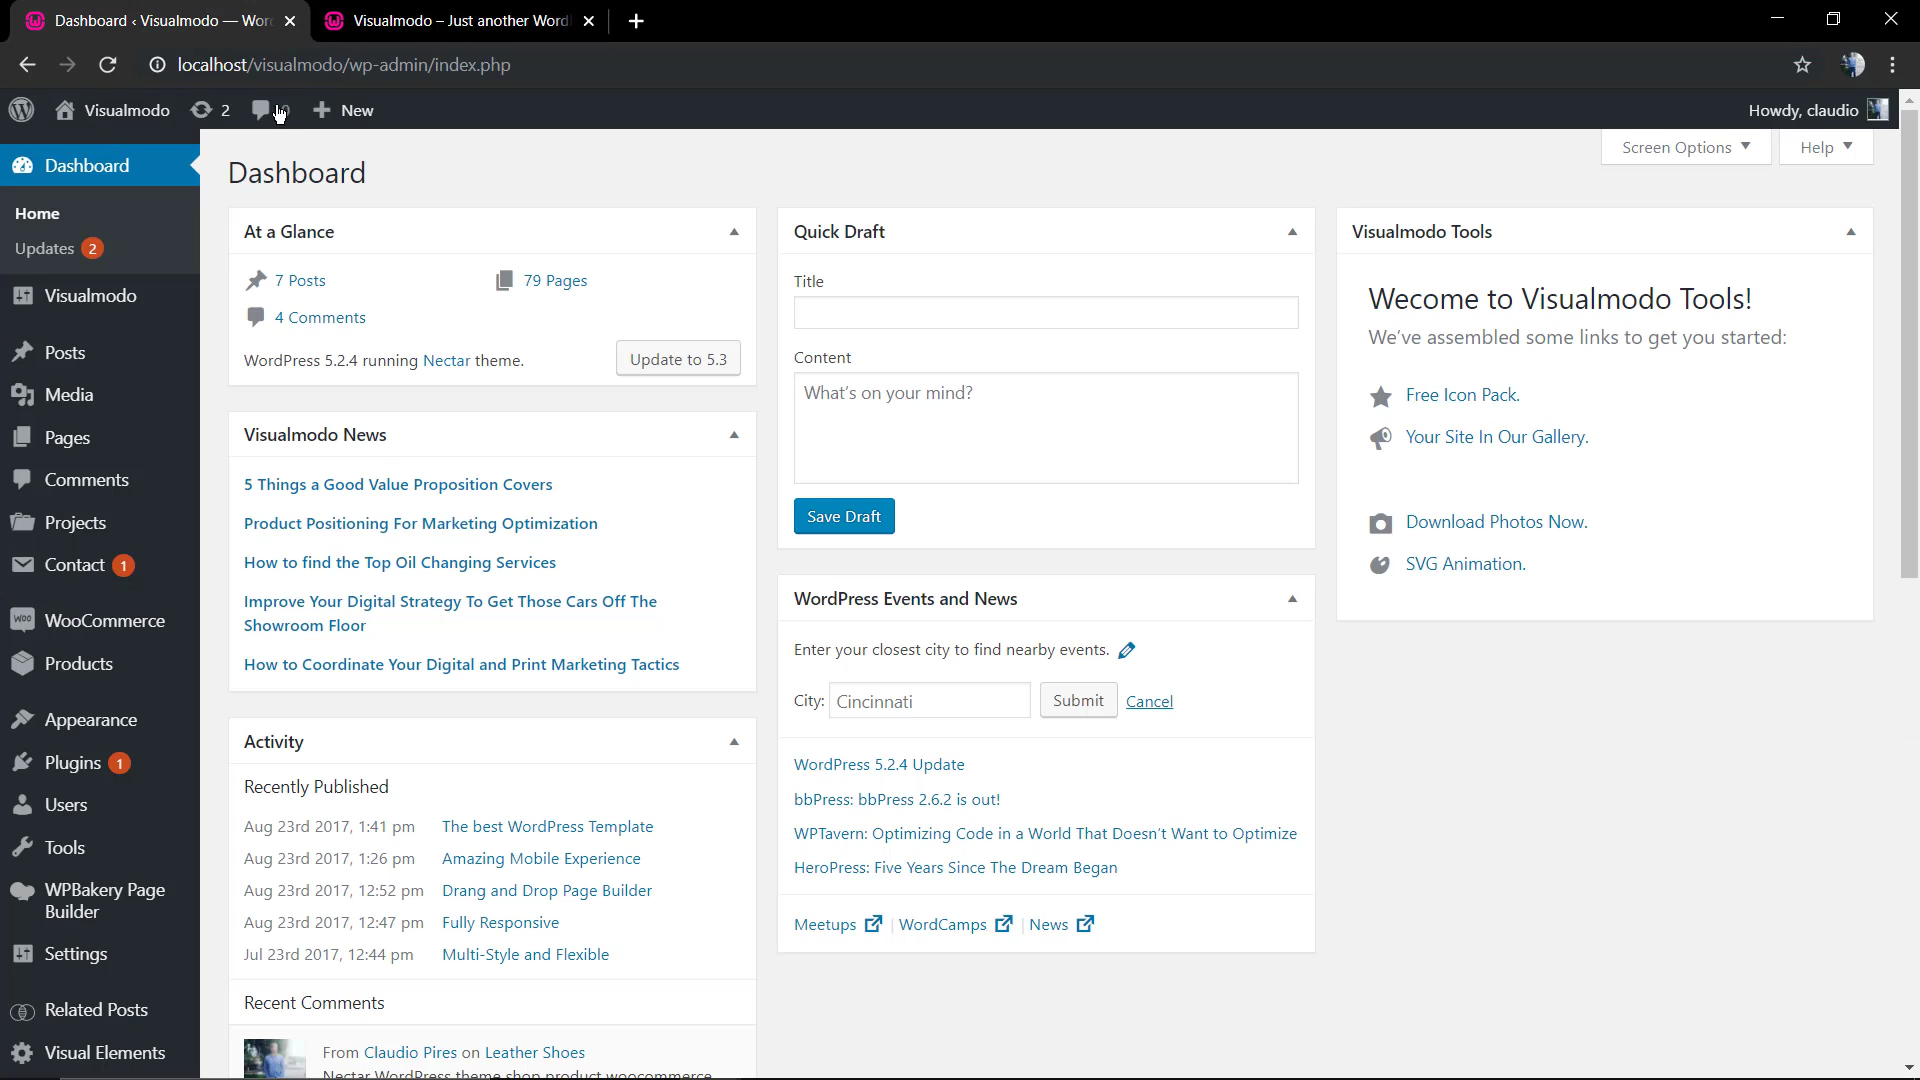 Dashboard ‹ Visualmodo — Wor
Visualmodo – Just another Word
localhost/visualmodo/wp-admin/index.php
Visualmodo
2
New
Howdy, claudio
Dashboard
Home
Updates 2
Visualmodo
Posts
Media
Pages
Comments
Projects
Contact 1
WooCommerce
Products
Appearance
Plugins 1
Users
Tools
WPBakery Page
Builder
Settings
Related Posts
Visual Elements
Screen Options
Help
Dashboard
At a Glance
7 Posts
79 Pages
4 Comments
WordPress 5.2.4 running Nectar theme.
Update to 5.3
Visualmodo News
5 Things a Good Value Proposition Covers
Product Positioning For Marketing Optimization
How to find the Top Oil Changing Services
Improve Your Digital Strategy To Get Those Cars Off The
Showroom Floor
How to Coordinate Your Digital and Print Marketing Tactics
Activity
Recently Published
Aug 23rd 2017, 1:41 pm The best WordPress Template
Aug 23rd 2017, 1:26 pm Amazing Mobile Experience
Aug 23rd 2017, 12:52 pm Drang and Drop Page Builder
Aug 23rd 2017, 12:47 pm Fully Responsive
Jul 23rd 2017, 12:44 pm Multi-Style and Flexible
Recent Comments
From Claudio Pires on Leather Shoes
Nectar WordPress theme shop product woocommerce
Quick Draft
Title
Content
What's on your mind?
Save Draft
WordPress Events and News
Enter your closest city to find nearby events.
City: Cincinnati Submit Cancel
WordPress 5.2.4 Update
bbPress: bbPress 2.6.2 is out!
WPTavern: Optimizing Code in a World That Doesn't Want to Optimize
HeroPress: Five Years Since The Dream Began
Meetups | WordCamps | News
Visualmodo Tools
Wecome to Visualmodo Tools!
We've assembled some links to get you started:
Free Icon Pack.
Your Site In Our Gallery.
Download Photos Now.
SVG Animation.